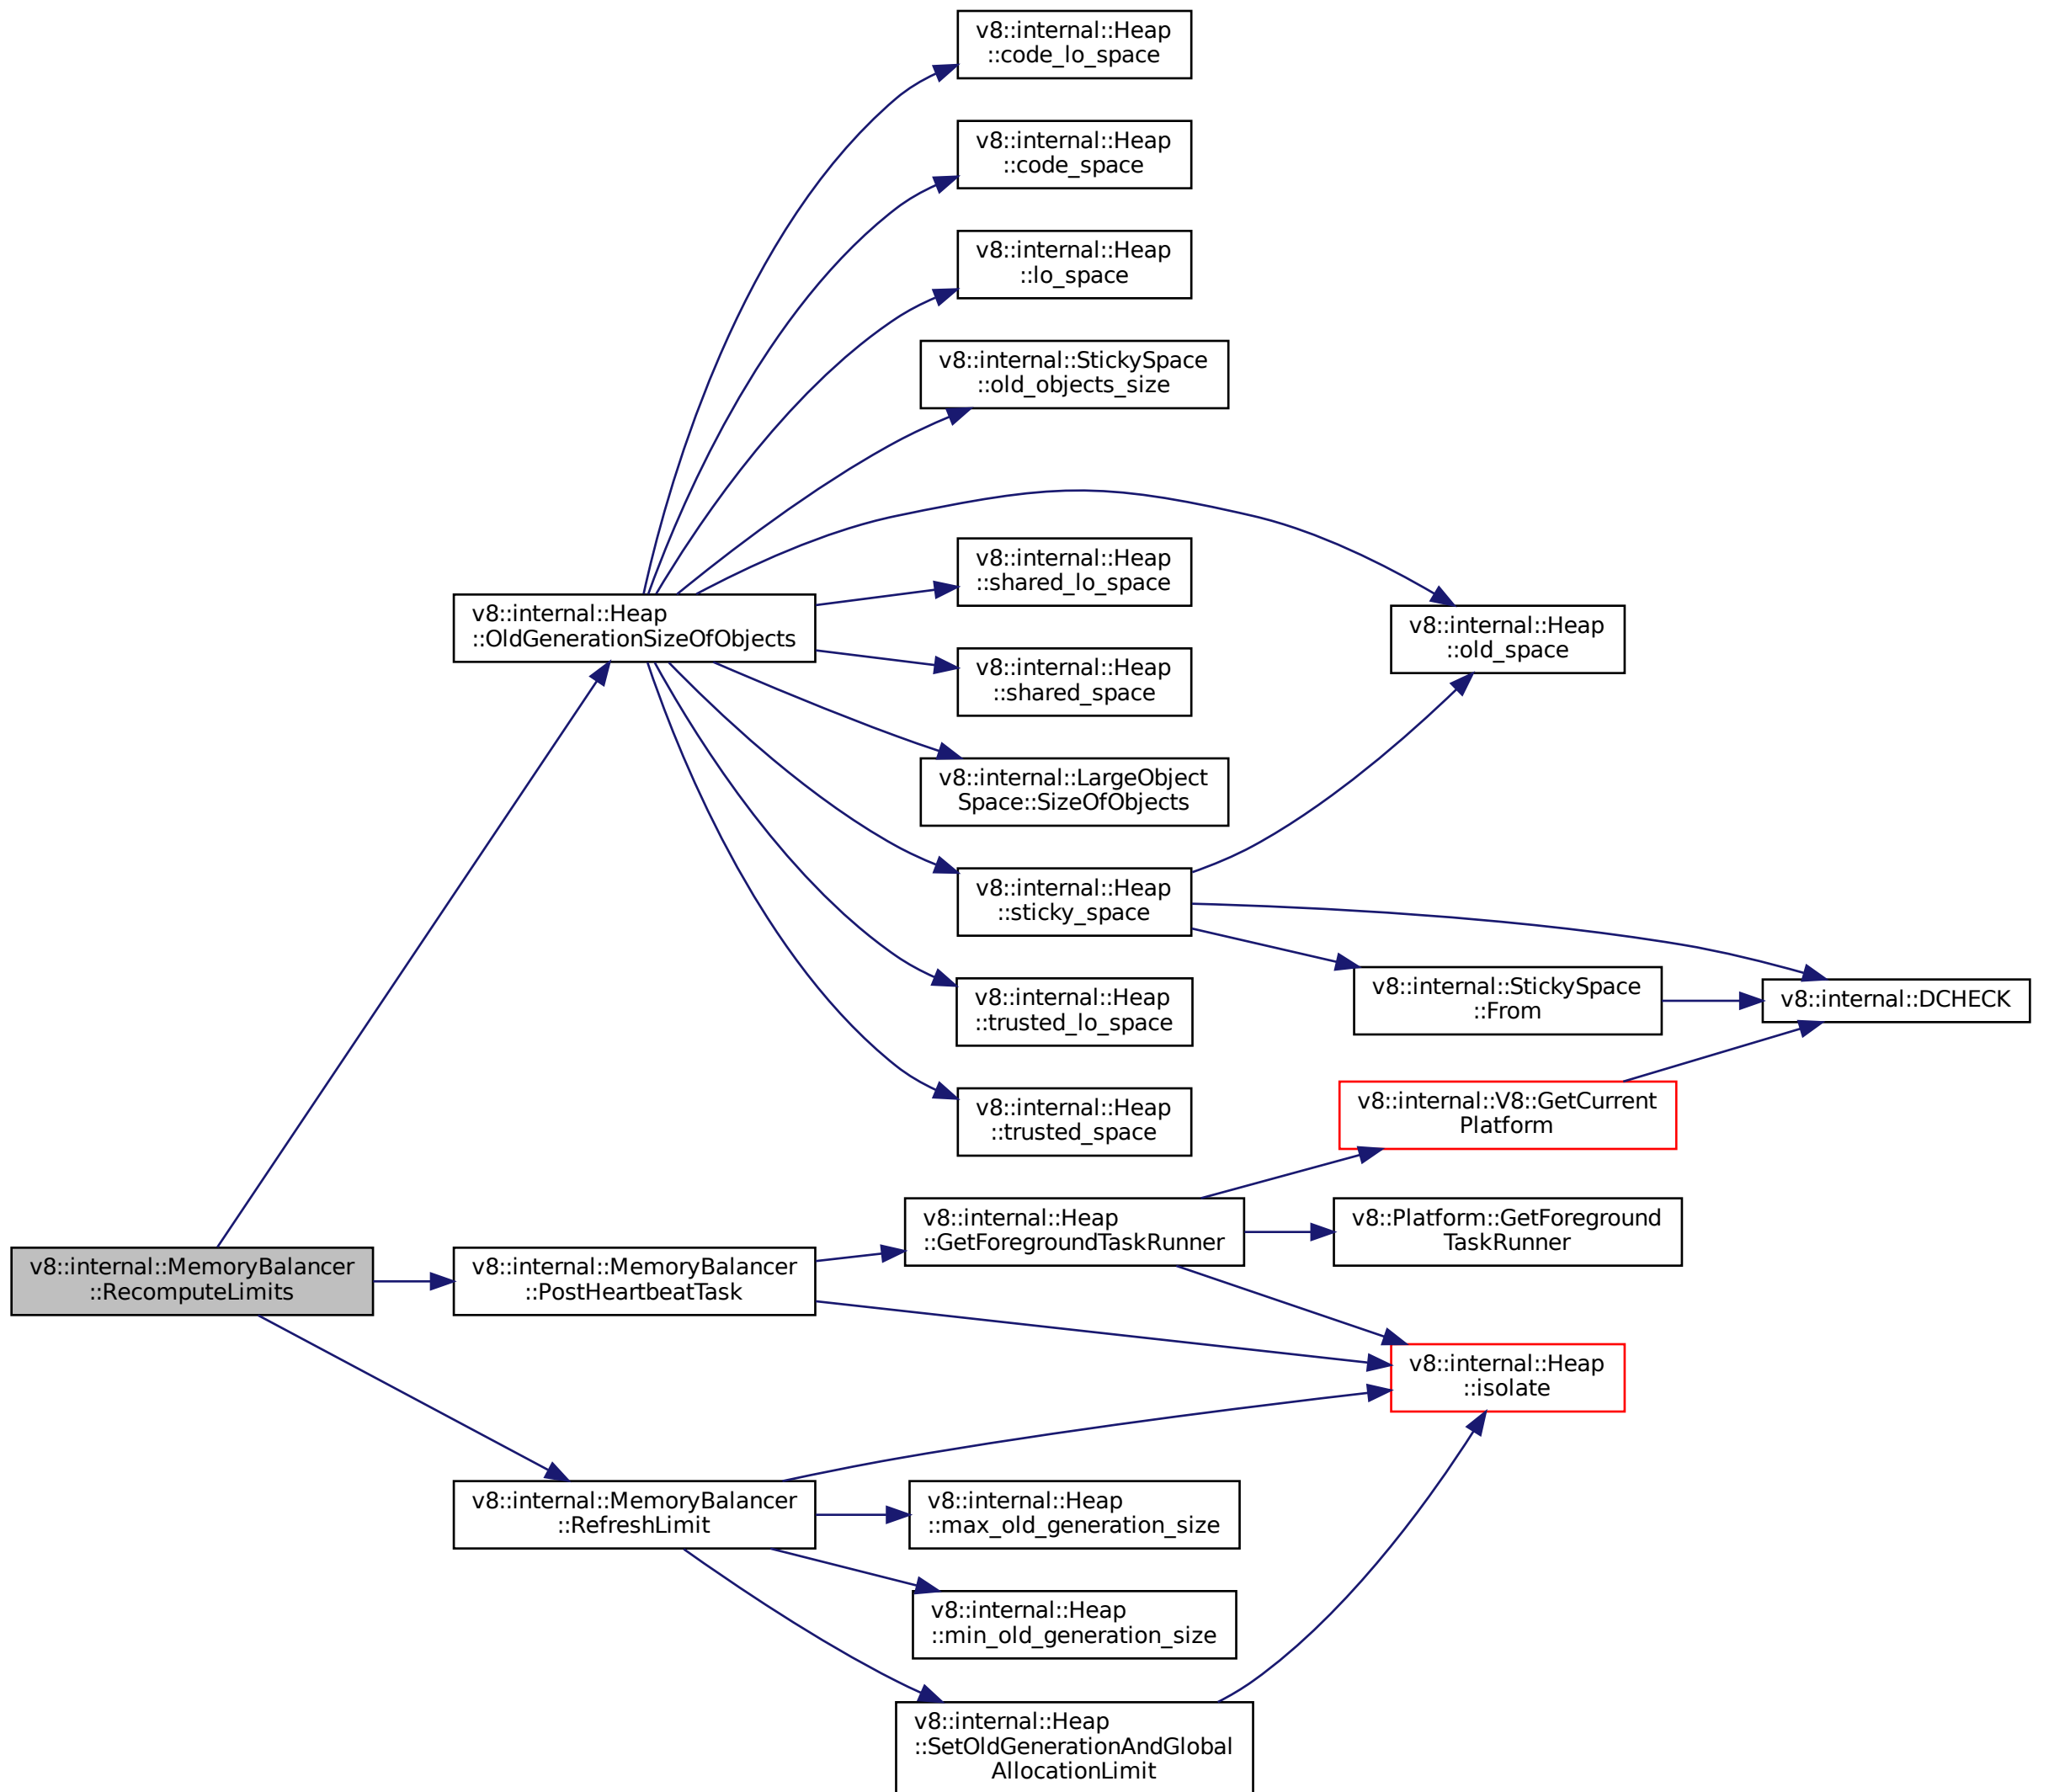 v8::internal::Heap
::code_lo_space
v8::internal::Heap
::code_space
v8::internal::Heap
::lo_space
v8::internal::StickySpace
::old_objects_size
v8::internal::Heap
::shared_lo_space
v8::internal::Heap
::OldGenerationSizeOfObjects
v8::internal::Heap
::old_space
v8::internal::Heap
::shared_space
v8::internal::LargeObject
Space::SizeOfObjects
v8::internal::Heap
::sticky_space
v8::internal::StickySpace
::From
v8::internal::DCHECK
v8::internal::Heap
::trusted_lo_space
v8::internal::Heap
::trusted_space
v8::internal::V8::GetCurrent
Platform
v8::internal::Heap
::GetForegroundTaskRunner
v8::Platform::GetForeground
TaskRunner
v8::internal::MemoryBalancer
::RecomputeLimits
v8::internal::MemoryBalancer
::PostHeartbeatTask
v8::internal::Heap
::isolate
v8::internal::MemoryBalancer
::RefreshLimit
v8::internal::Heap
::max_old_generation_size
v8::internal::Heap
::min_old_generation_size
v8::internal::Heap
::SetOldGenerationAndGlobal
AllocationLimit